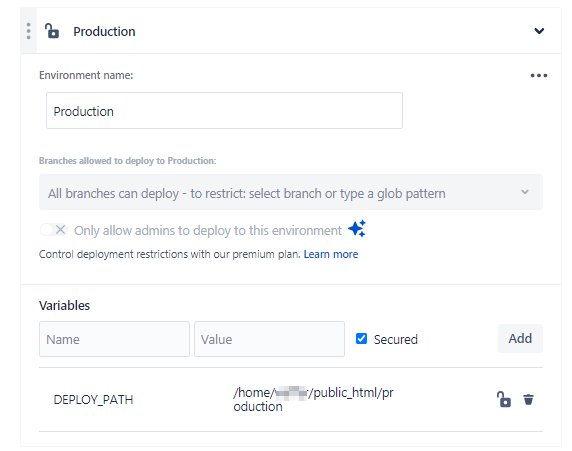 Production
Environment name:
Production
Branches allowed to deploy to Production:
All branches can deploy - to restrict: select branch or type a glob pattern
Only allow admins to deploy to this environment
Control deployment restrictions with our premium plan. Learn more
Variables
Name Value Secured Add
DEPLOY_PATH /home/ /public_html/pr
oduction